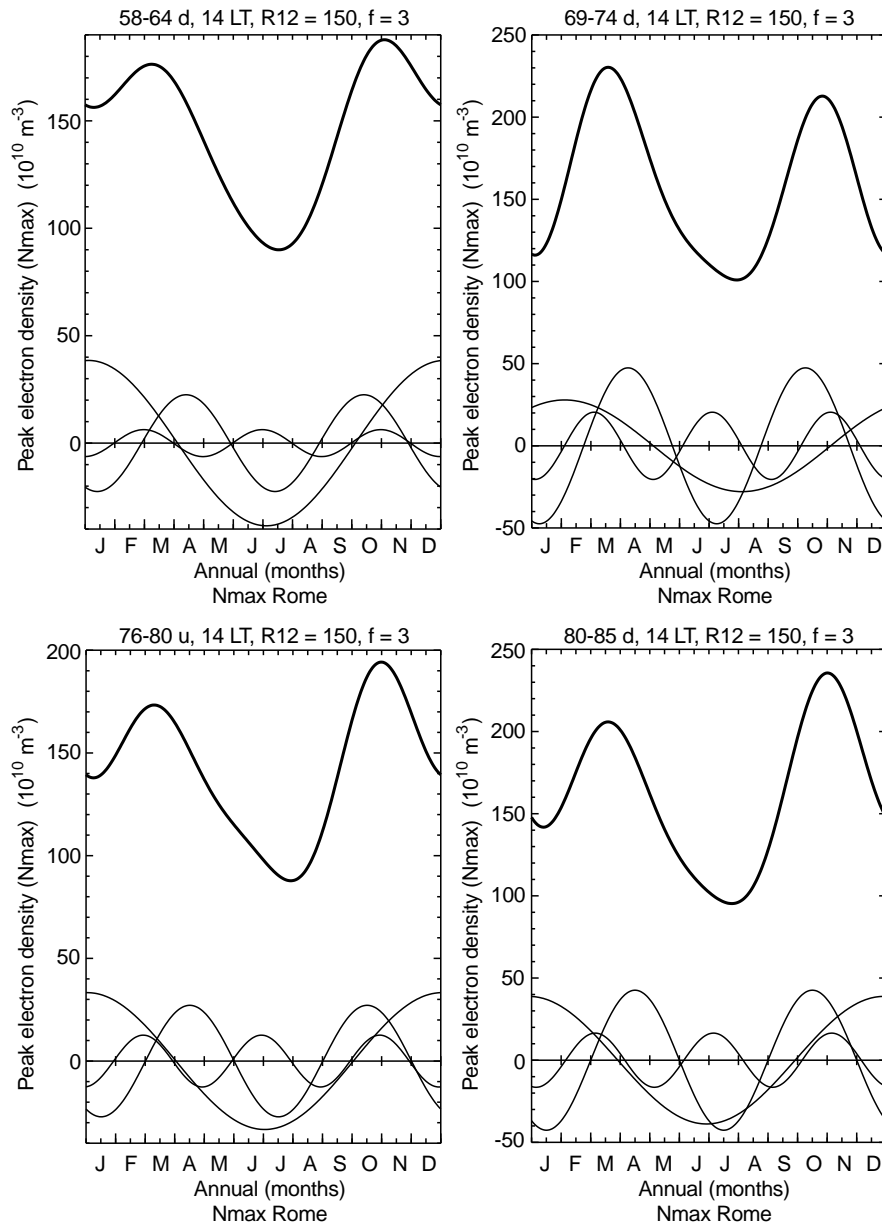 58-64 d, 14 LT, R12 = 150, f = 3
Peak electron density (Nmax) (10^10 m^-3)
150
100
50
0
J F M A M J J A S O N D
Annual (months)
Nmax Rome
69-74 d, 14 LT, R12 = 150, f = 3
Peak electron density (Nmax) (10^10 m^-3)
250
200
150
100
50
0
-50
J F M A M J J A S O N D
Annual (months)
Nmax Rome
76-80 u, 14 LT, R12 = 150, f = 3
Peak electron density (Nmax) (10^10 m^-3)
200
150
100
50
0
J F M A M J J A S O N D
Annual (months)
Nmax Rome
80-85 d, 14 LT, R12 = 150, f = 3
Peak electron density (Nmax) (10^10 m^-3)
250
200
150
100
50
0
-50
J F M A M J J A S O N D
Annual (months)
Nmax Rome